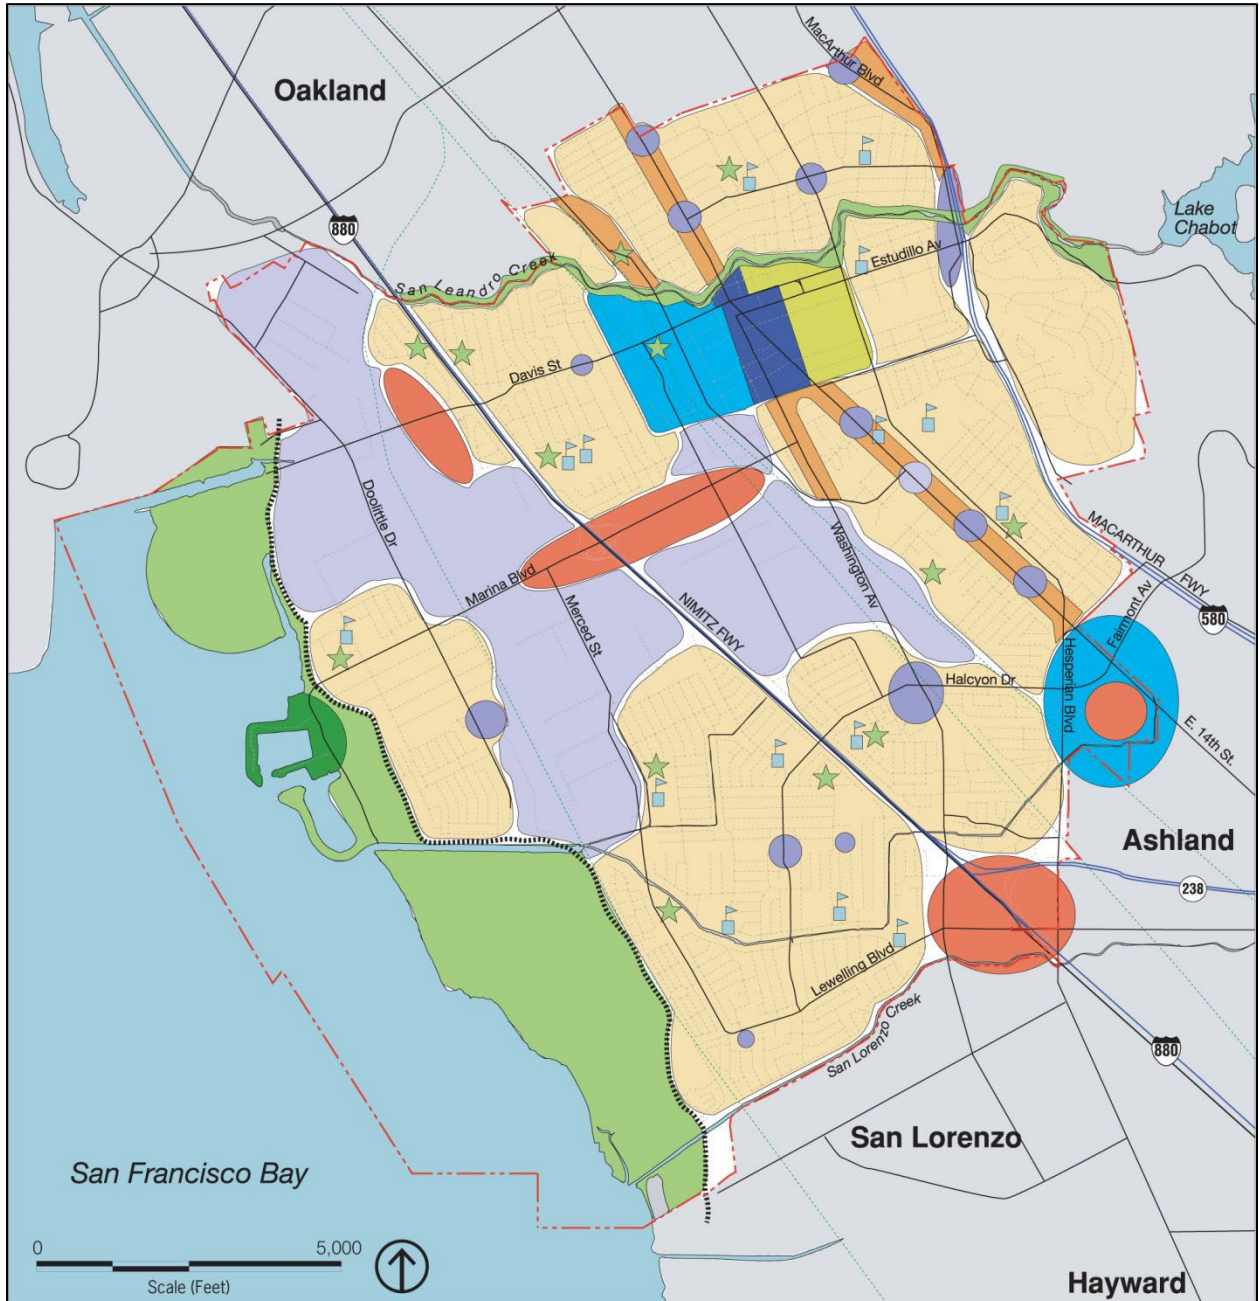 MacArthur Blvd
Oakland
880
Lake
Chabot
Estudillo Av
San Leandro Creek
Davis St
Doolittle Dr
Marina Blvd
Merced St
NIMITZ FWY
Washington Av
MACARTHUR FWY
580
Fairmont Av
Hesperian Blvd
Halcyon Dr
E. 14th St.
Ashland
238
Lewelling Blvd
San Lorenzo Creek
880
San Lorenzo
San Francisco Bay
0 5,000
Scale (Feet)
Hayward